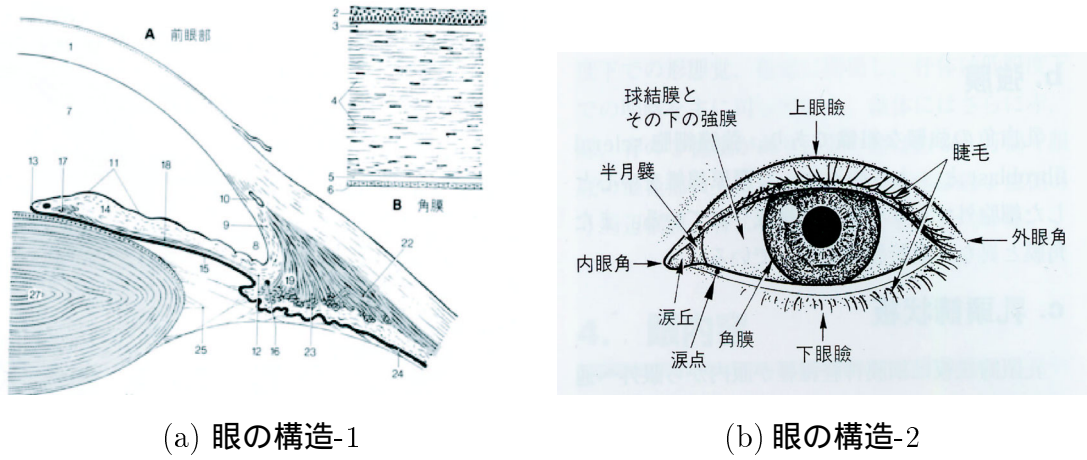 A 前眼部
1
7
13
17
11
18
14
10
9
8
15
19
22
27
25
12
16
23
24
2
3
4
5
6
B 角膜
球結膜と
その下の強膜
上眼瞼
睫毛
半月襞
外眼角
内眼角
涙丘
涙点
角膜
下眼瞼
(a) 眼の構造-1
(b) 眼の構造-2